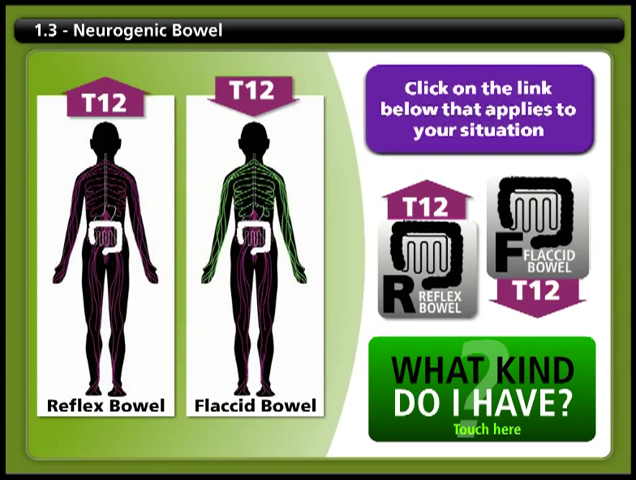 1.3 - Neurogenic Bowel
T12
T12
Reflex Bowel
Flaccid Bowel
Click on the link
below that applies to
your situation
T12
R REFLEX
BOWEL
F FLACCID
BOWEL
T12
?
WHAT KIND
DO I HAVE?
Touch here